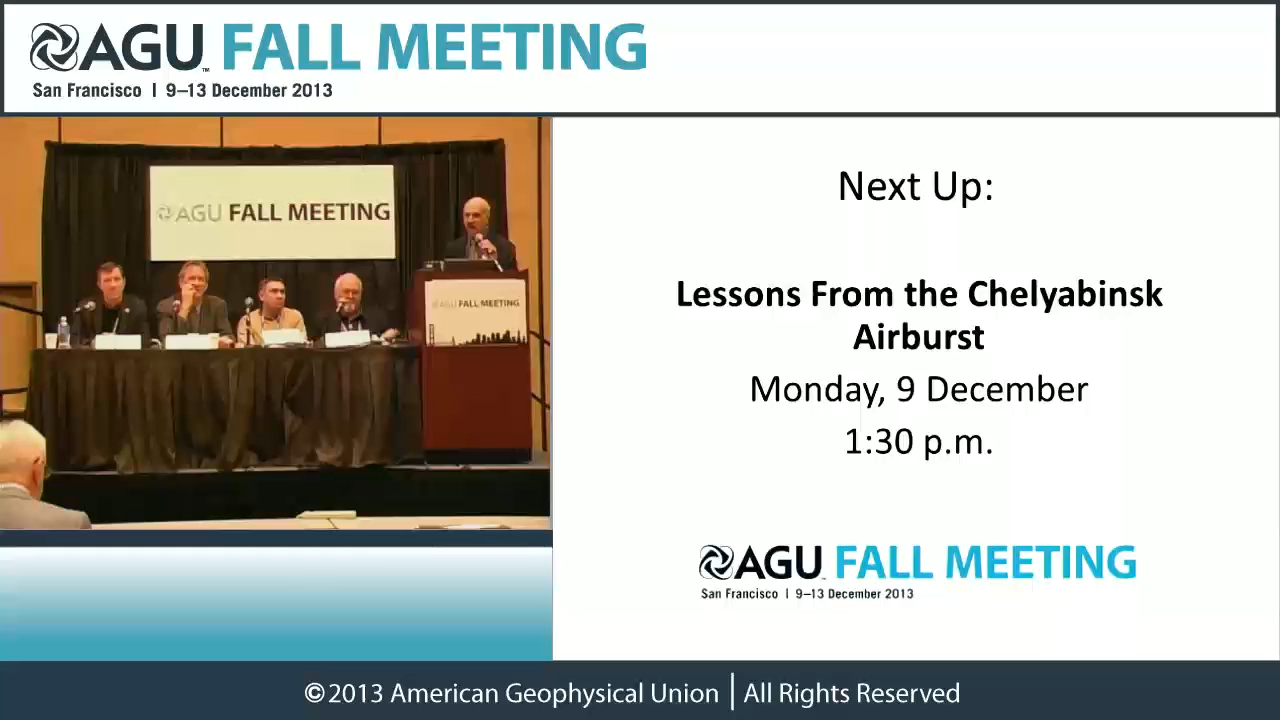 AGU FALL MEETING
San Francisco | 9–13 December 2013
AGU FALL MEETING
AGU FALL MEETING
Next Up:
Lessons From the Chelyabinsk
Airburst
Monday, 9 December
1:30 p.m.
AGU FALL MEETING
San Francisco | 9–13 December 2013
©2013 American Geophysical Union | All Rights Reserved